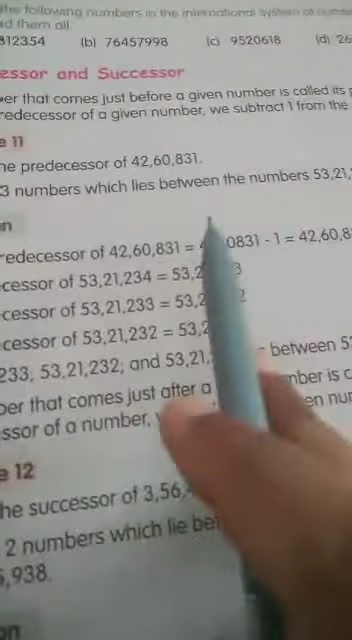 the following numbers in the international system of
d them all.
812354 (b) 76457998 (c) 9520618 (d) 26
essor and Successor
er that comes just before a given number is called its
redecessor of a given number, we subtract 1 from the
e 11
he predecessor of 42,60,831.
3 numbers which lies between the numbers 53,21,
n
edecessor of 42,60,831 = 4 0831 - 1 = 42,60,8
cessor of 53,21,234 = 53,2 3
cessor of 53,21,233 = 53,2 2
cessor of 53,21,232 = 53,2
233, 53,21,232, and 53,21, between 5
ber that comes just after a mber is c
ssor of a number, en nu
e 12
he successor of 3,56,
2 numbers which lie be
5,938.
on